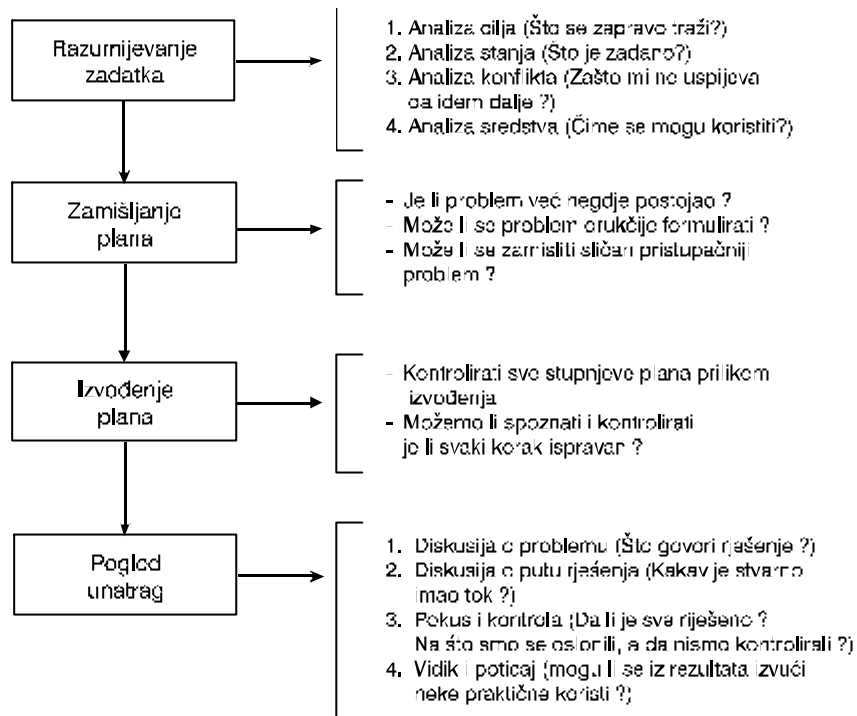 Razumijevanje
zadatka
1. Analiza cilja (Što se zapravo traži?)
2. Analiza stanja (Što je zadano?)
3. Analiza konflikta (Zašto mi ne uspijeva
da idem dalje ?)
4. Analiza sredstva (Čime se mogu koristiti?)
Zamišljanje
plana
- Je li problem već negdje postojao ?
- Može li se problem drukčije formulirati ?
- Može li se zamisliti sličan pristupačniji
problem ?
Izvođenje
plana
- Kontrolirati sve stupnjeve plana prilikom
izvođenja
- Možemo li spoznati i kontrolirati
je li svaki korak ispravan ?
Pogled
unatrag
1. Diskusija o problemu (Što govori rješenje ?)
2. Diskusija o putu rješenja (Kakav je stvarno
imao tok ?)
3. Pokus i kontrola (Da li je sve riješeno ?
Na što smo se oslonili, a da nismo kontrolirali ?)
4. Vidik i poticaj (mogu li se iz rezultata izvući
neke praktične koristi ?)